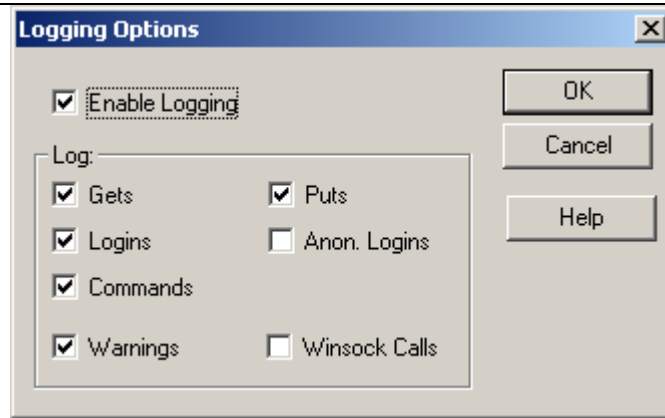 Logging Options
Enable Logging
OK
Cancel
Help
Log:
Gets Puts
Logins Anon. Logins
Commands
Warnings Winsock Calls